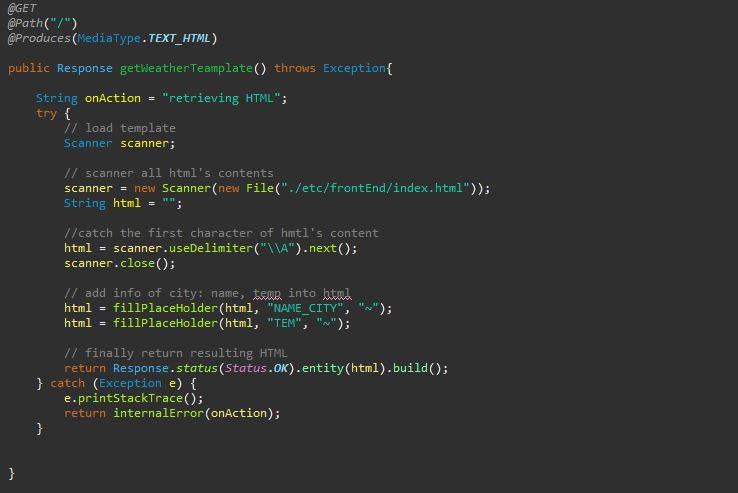 @GET
@Path("/")
@Produces(MediaType.TEXT_HTML)
public Response getWeatherTeamplate() throws Exception{
String onAction = "retrieving HTML";
try {
// load template
Scanner scanner;
// scanner all html's contents
scanner = new Scanner(new File("./etc/frontEnd/index.html"));
String html = "";
//catch the first character of hmtl's content
html = scanner.useDelimiter("\\A").next();
scanner.close();
// add info of city: name, temp into html
html = fillPlaceHolder(html, "NAME_CITY", "~");
html = fillPlaceHolder(html, "TEM", "~");
// finally return resulting HTML
return Response.status(Status.OK).entity(html).build();
} catch (Exception e) {
e.printStackTrace();
return internalError(onAction);
}
}